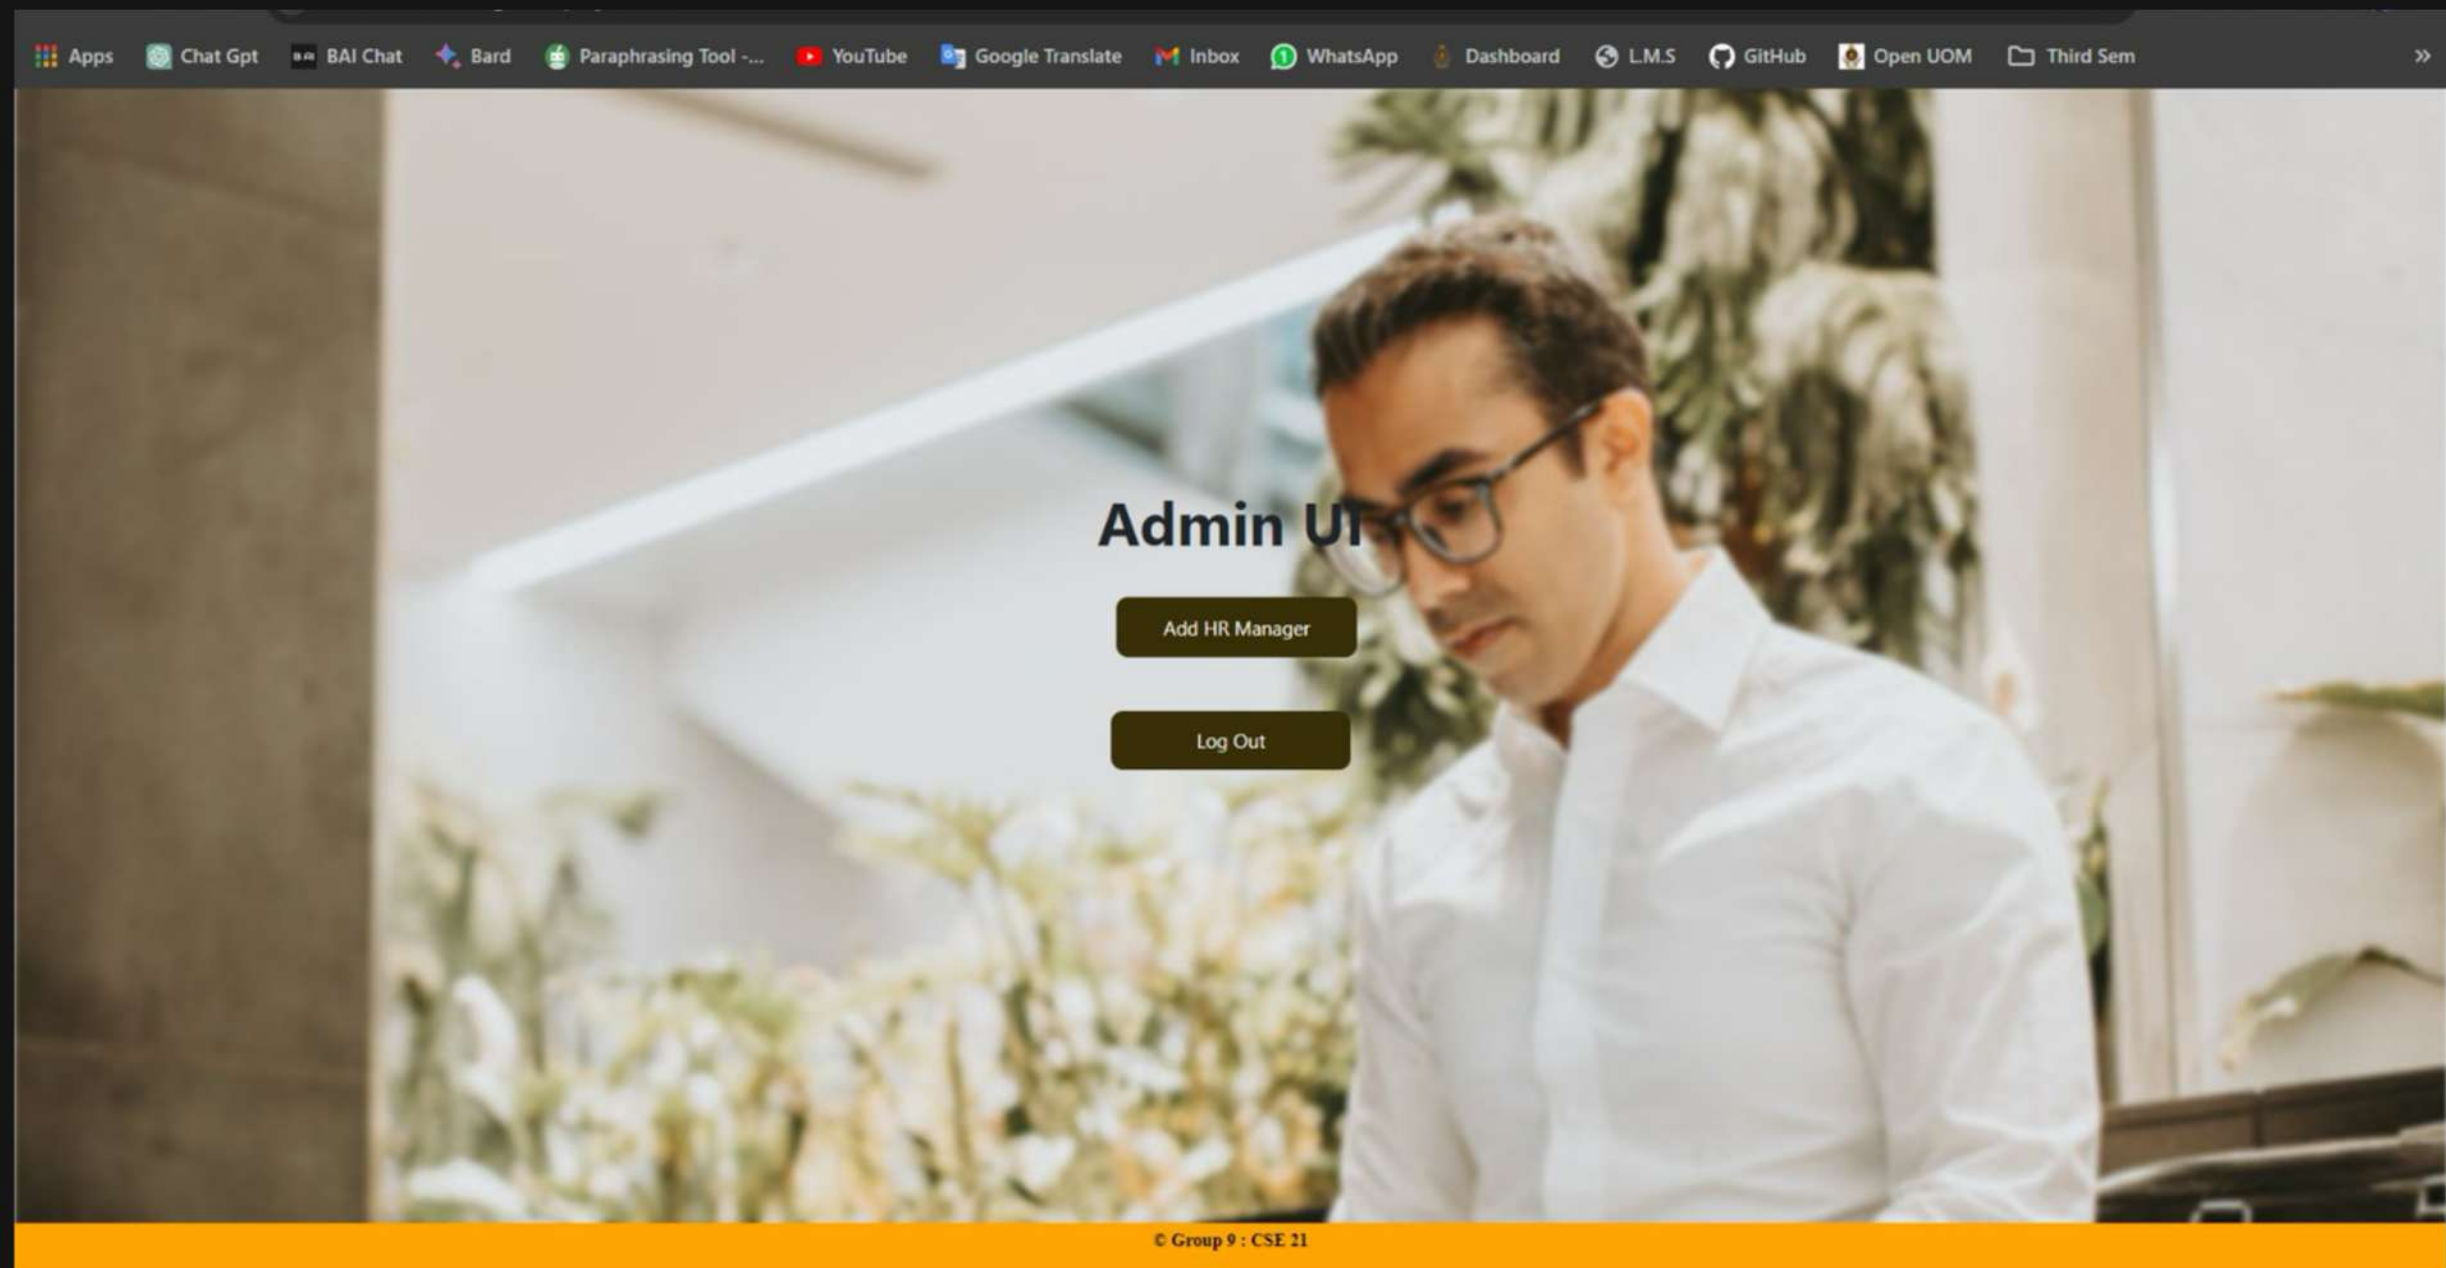 Apps Chat Gpt BAI Chat Bard Paraphrasing Tool -... YouTube Google Translate Inbox WhatsApp Dashboard L.M.S GitHub Open UOM Third Sem »
Admin UI
Add HR Manager
Log Out
© Group 9 : CSE 21